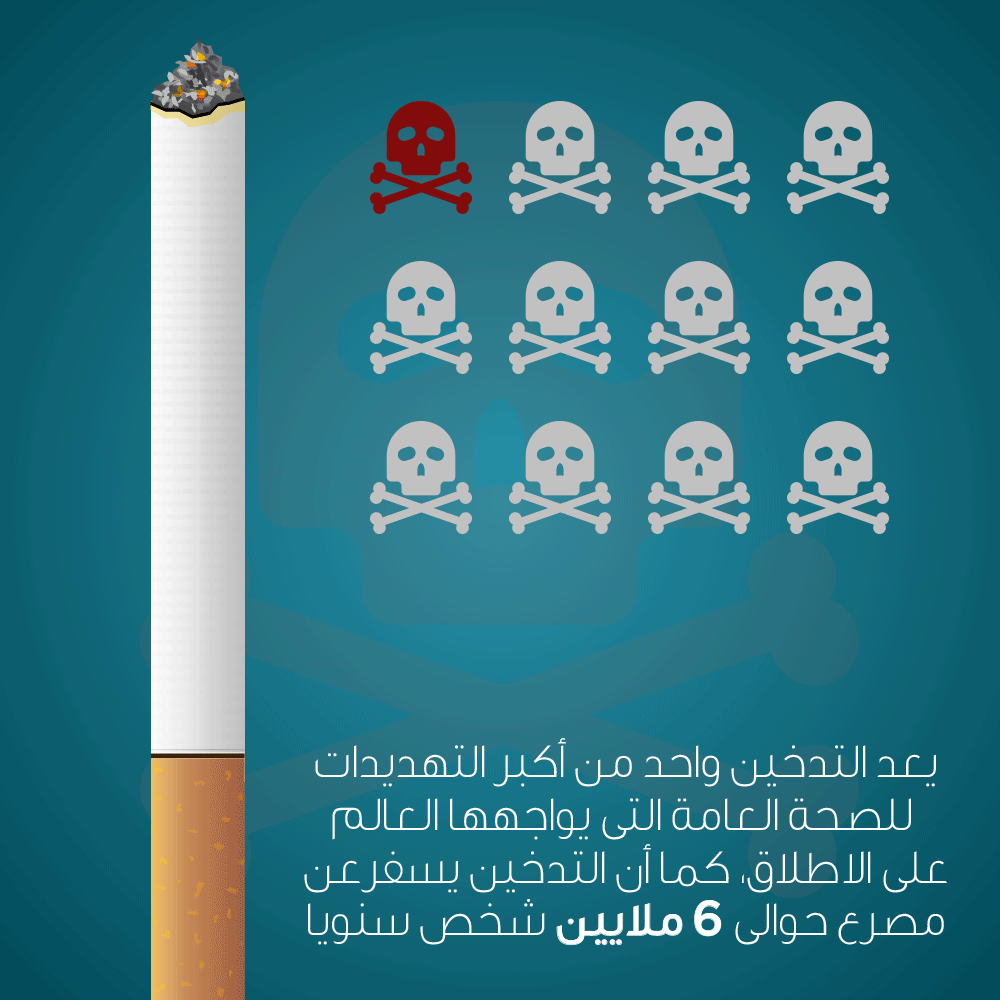 يعد التدخين واحد من أكبر التهديدات
للصحة العامة التى يواجهها العالم
على الاطلاق، كما أن التدخين يسفرعن
مصرع حوالى 6 ملايين شخص سنويا